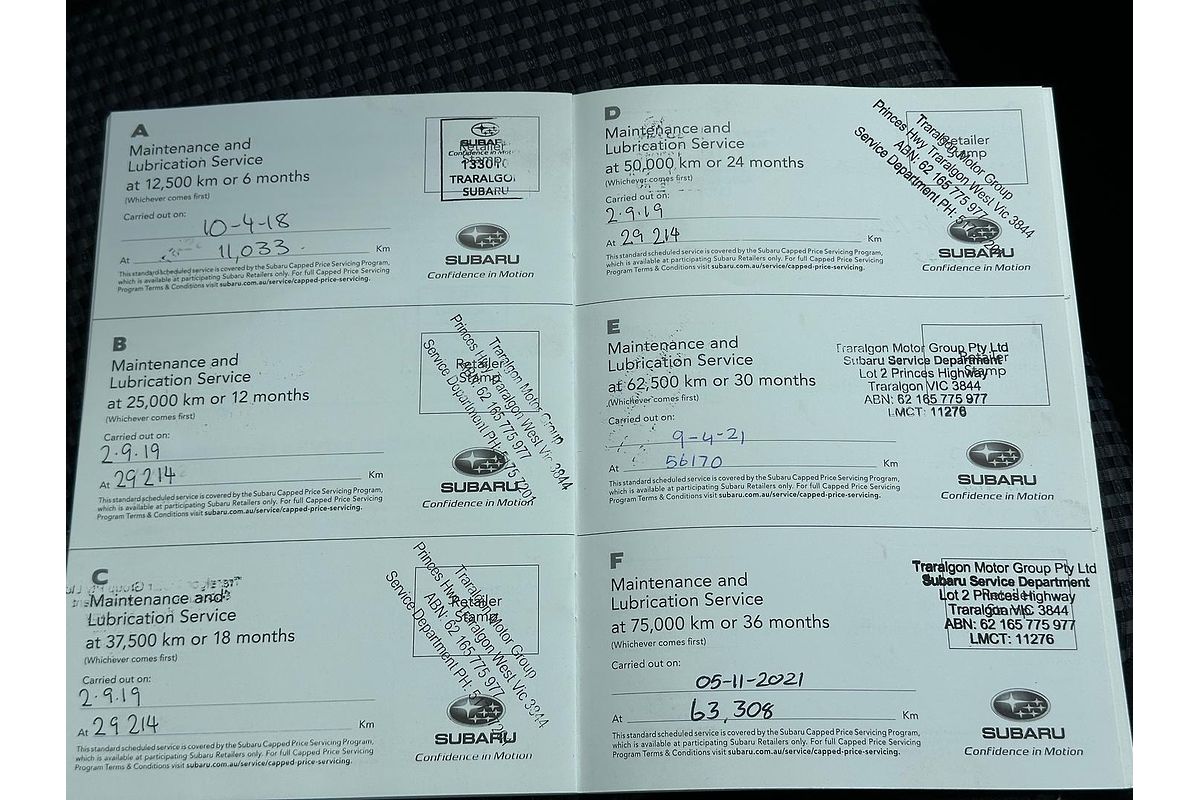 A
Maintenance and
Lubrication Service
at 12,500 km or 6 months
(Whichever comes first)
Carried out on:
10-4-18
At 11,033 Km
This standard scheduled service is covered by the Subaru Capped Price Servicing Program,
which is available at participating Subaru Retailers only. For full Capped Price Servicing
Program Terms & Conditions visit subaru.com.au/service/capped-price-servicing.
TRARALGO
SUBARU
SUBARU
Confidence in Motion
B
Maintenance and
Lubrication Service
at 25,000 km or 12 months
(Whichever comes first)
Carried out on:
2.9.19
At 29 214 Km
This standard scheduled service is covered by the Subaru Capped Price Servicing Program,
which is available at participating Subaru Retailers only. For full Capped Price Servicing
Program Terms & Conditions visit subaru.com.au/service/capped-price-servicing.
Retailer
Stamp
Traralgon Motor Group
Princes Hwy Traralgon West Vic 3844
ABN: 62 165 775 977
Service Department PH:
SUBARU
Confidence in Motion
C
Maintenance and
Lubrication Service
at 37,500 km or 18 months
(Whichever comes first)
Carried out on:
2.9.19
At 29 214 Km
This standard scheduled service is covered by the Subaru Capped Price Servicing Program,
which is available at participating Subaru Retailers only. For full Capped Price Servicing
Program Terms & Conditions visit subaru.com.au/service/capped-price-servicing.
Retailer
Stamp
Traralgon Motor Group
Princes Hwy Traralgon West Vic 3844
ABN: 62 165 775 977
Service Department PH:
SUBARU
Confidence in Motion
D
Maintenance and
Lubrication Service
at 50,000 km or 24 months
(Whichever comes first)
Carried out on:
2.9.19
At 29 214 Km
This standard scheduled service is covered by the Subaru Capped Price Servicing Program,
which is available at participating Subaru Retailers only. For full Capped Price Servicing
Program Terms & Conditions visit subaru.com.au/service/capped-price-servicing.
Retailer
Stamp
Traralgon Motor Group
Princes Hwy Traralgon West Vic 3844
ABN: 62 165 775 977
Service Department PH:
SUBARU
Confidence in Motion
E
Maintenance and
Lubrication Service
at 62,500 km or 30 months
(Whichever comes first)
Carried out on:
9-4-21
At 56170 Km
This standard scheduled service is covered by the Subaru Capped Price Servicing Program,
which is available at participating Subaru Retailers only. For full Capped Price Servicing
Program Terms & Conditions visit subaru.com.au/service/capped-price-servicing.
Retailer
Stamp
Traralgon Motor Group Pty Ltd
Subaru Service Department
Lot 2 Princes Highway
Traralgon VIC 3844
ABN: 62 165 775 977
LMCT: 11276
SUBARU
Confidence in Motion
F
Maintenance and
Lubrication Service
at 75,000 km or 36 months
(Whichever comes first)
Carried out on:
05-11-2021
At 63,308 Km
This standard scheduled service is covered by the Subaru Capped Price Servicing Program,
which is available at participating Subaru Retailers only. For full Capped Price Servicing
Program Terms & Conditions visit subaru.com.au/service/capped-price-servicing.
Traralgon Motor Group Pty Ltd
Subaru Service Department
Lot 2 Princes Highway
Traralgon VIC 3844
ABN: 62 165 775 977
LMCT: 11276
SUBARU
Confidence in Motion